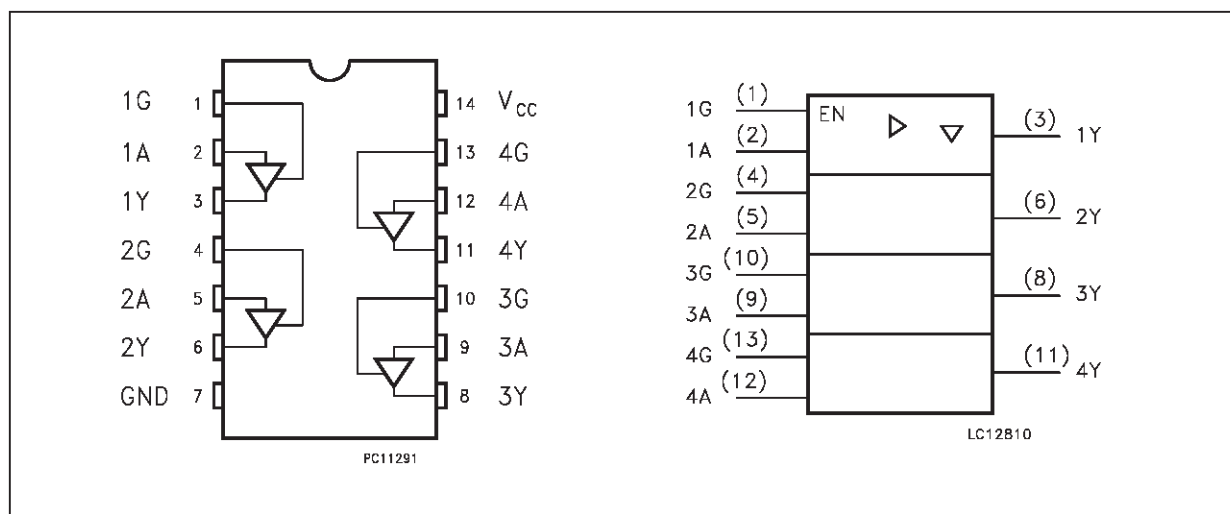 1G 1 14 VCC
1A 2 13 4G
1Y 3 12 4A
2G 4 11 4Y
2A 5 10 3G
2Y 6 9 3A
GND 7 8 3Y
PC11291
1G (1) EN (3) 1Y
1A (2)
2G (4) (6) 2Y
2A (5)
3G (10) (8) 3Y
3A (9)
4G (13) (11) 4Y
4A (12)
LC12810